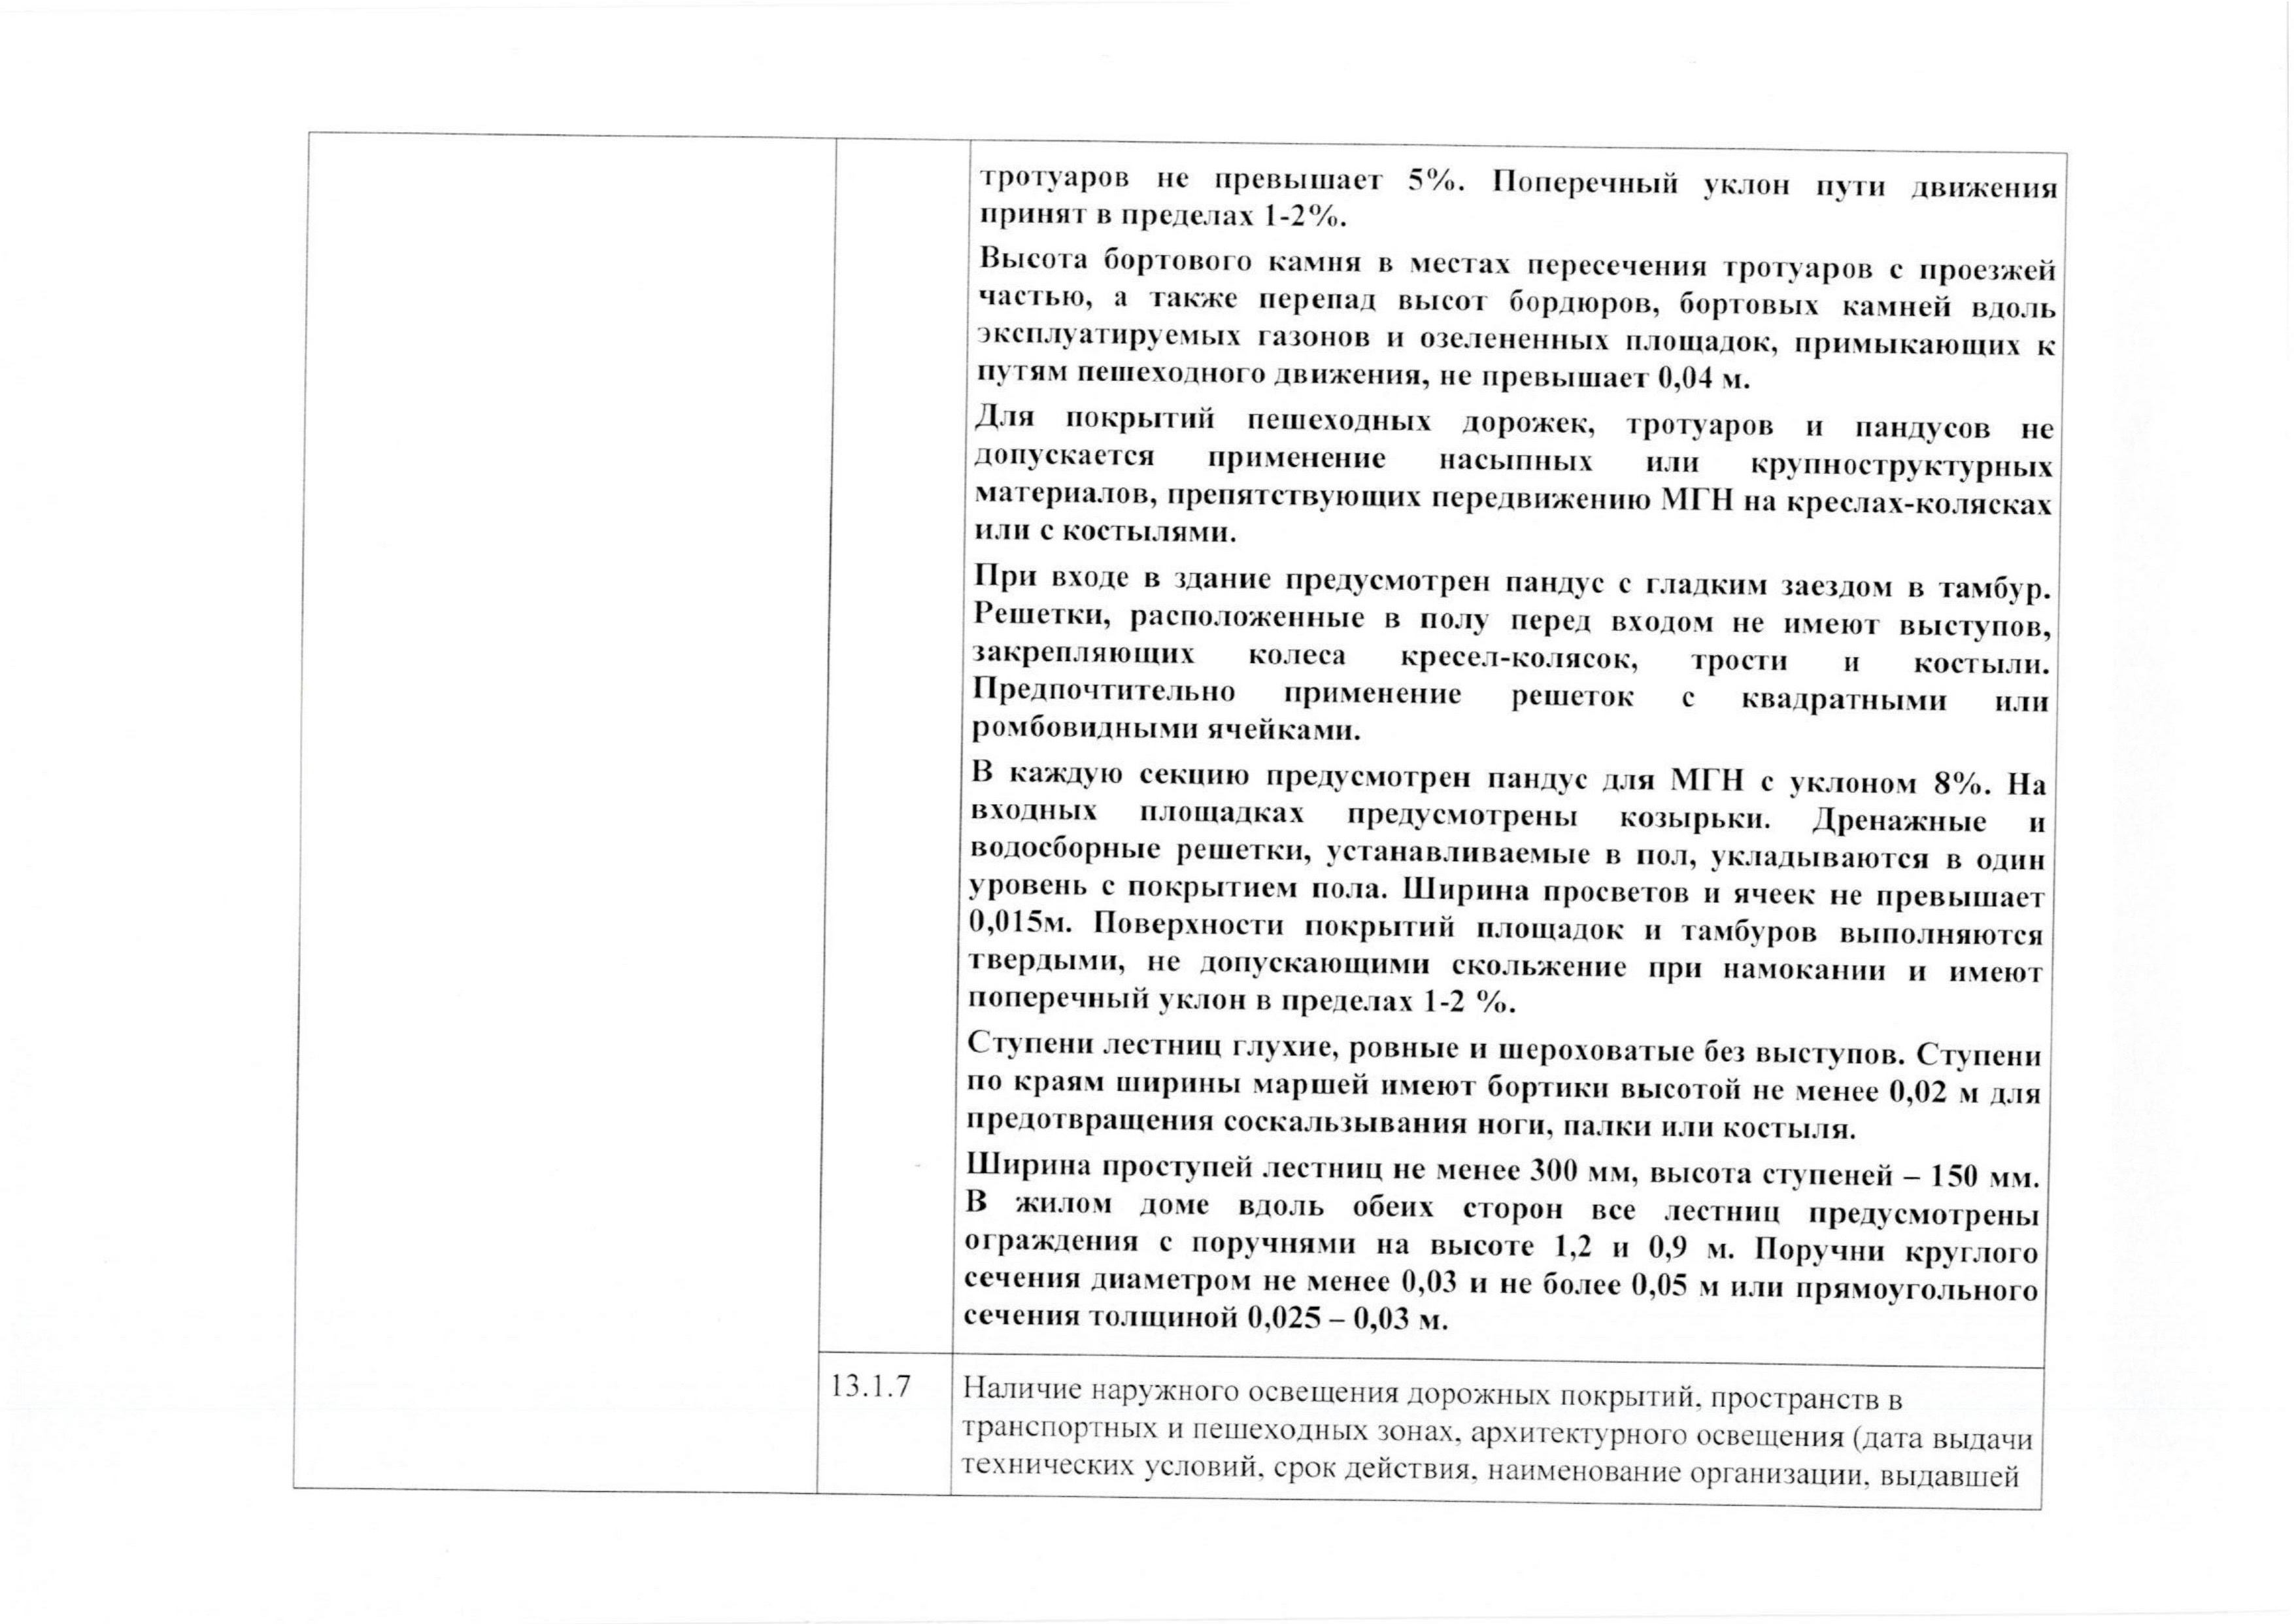 тротуаров не превышает 5%. Поперечный уклон пути движения
принят в пределах 1-2%.
Высота бортового камня в местах пересечения тротуаров с проезжей
частью, а также перепад высот бордюров, бортовых камней вдоль
эксплуатируемых газонов и озелененных площадок, примыкающих к
путям пешеходного движения, не превышает 0,04 м.
Для покрытий пешеходных дорожек, тротуаров и пандусов не
допускается применение насыпных или крупноструктурных
материалов, препятствующих передвижению МГН на креслах-колясках
или с костылями.
При входе в здание предусмотрен пандус с гладким заездом в тамбур.
Решетки, расположенные в полу перед входом не имеют выступов,
закрепляющих колеса кресел-колясок, трости и костыли.
Предпочтительно применение решеток с квадратными или
ромбовидными ячейками.
В каждую секцию предусмотрен пандус для МГН с уклоном 8%. На
входных площадках предусмотрены козырьки. Дренажные и
водосборные решетки, устанавливаемые в пол, укладываются в один
уровень с покрытием пола. Ширина просветов и ячеек не превышает
0,015м. Поверхности покрытий площадок и тамбуров выполняются
твердыми, не допускающими скольжение при намокании и имеют
поперечный уклон в пределах 1-2 %.
Ступени лестниц глухие, ровные и шероховатые без выступов. Ступени
по краям ширины маршей имеют бортики высотой не менее 0,02 м для
предотвращения соскальзывания ноги, палки или костыля.
Ширина проступей лестниц не менее 300 мм, высота ступеней – 150 мм.
В жилом доме вдоль обеих сторон все лестниц предусмотрены
ограждения с поручнями на высоте 1,2 и 0,9 м. Поручни круглого
сечения диаметром не менее 0,03 и не более 0,05 м или прямоугольного
сечения толщиной 0,025 – 0,03 м.
13.1.7 Наличие наружного освещения дорожных покрытий, пространств в
транспортных и пешеходных зонах, архитектурного освещения (дата выдачи
технических условий, срок действия, наименование организации, выдавшей